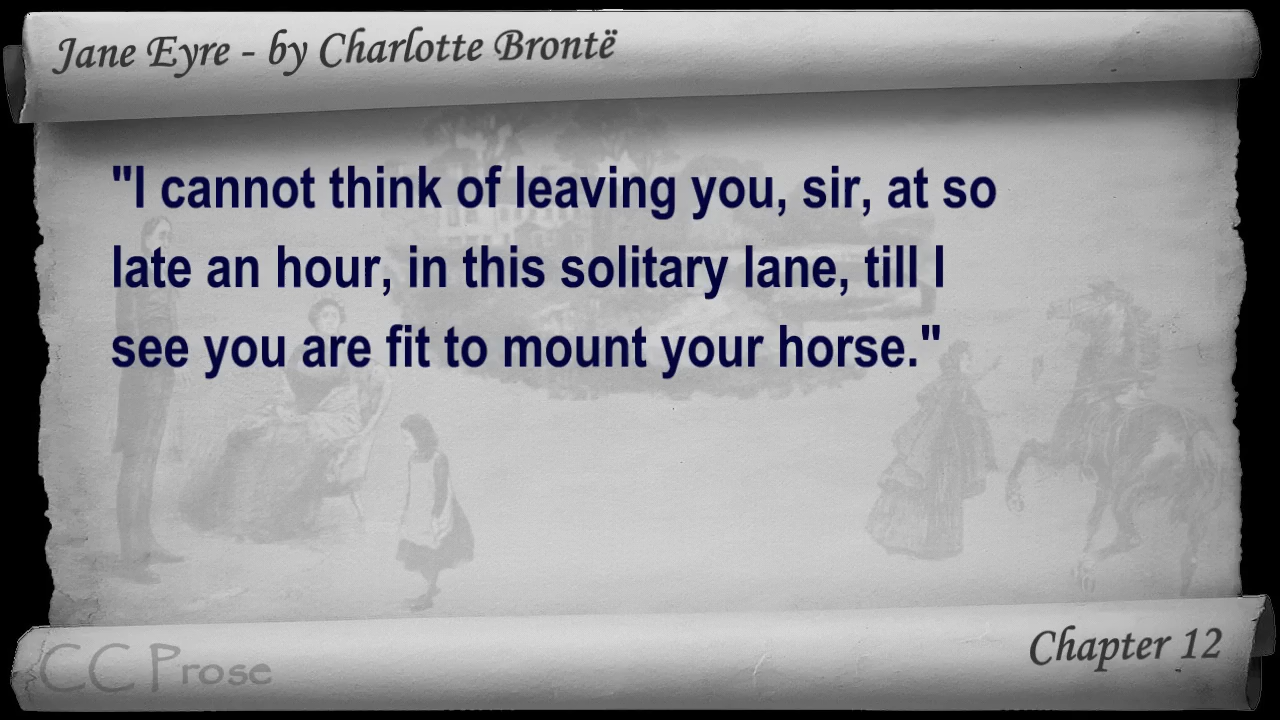 Jane Eyre - by Charlotte Brontë
"I cannot think of leaving you, sir, at so
late an hour, in this solitary lane, till I
see you are fit to mount your horse."
CC Prose
Chapter 12